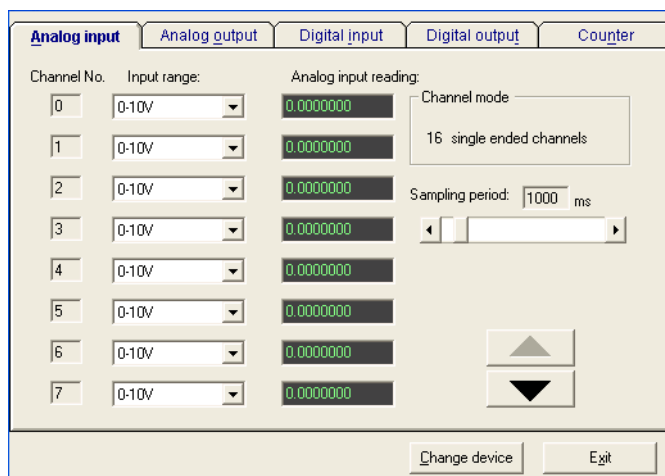 Analog input Analog output Digital input Digital output Counter
Channel No. Input range: Analog input reading:
0 0-10V 0.0000000
Channel mode
16 single ended channels
1 0-10V 0.0000000
2 0-10V 0.0000000
Sampling period: 1000 ms
3 0-10V 0.0000000
4 0-10V 0.0000000
5 0-10V 0.0000000
6 0-10V 0.0000000
7 0-10V 0.0000000
Change device Exit